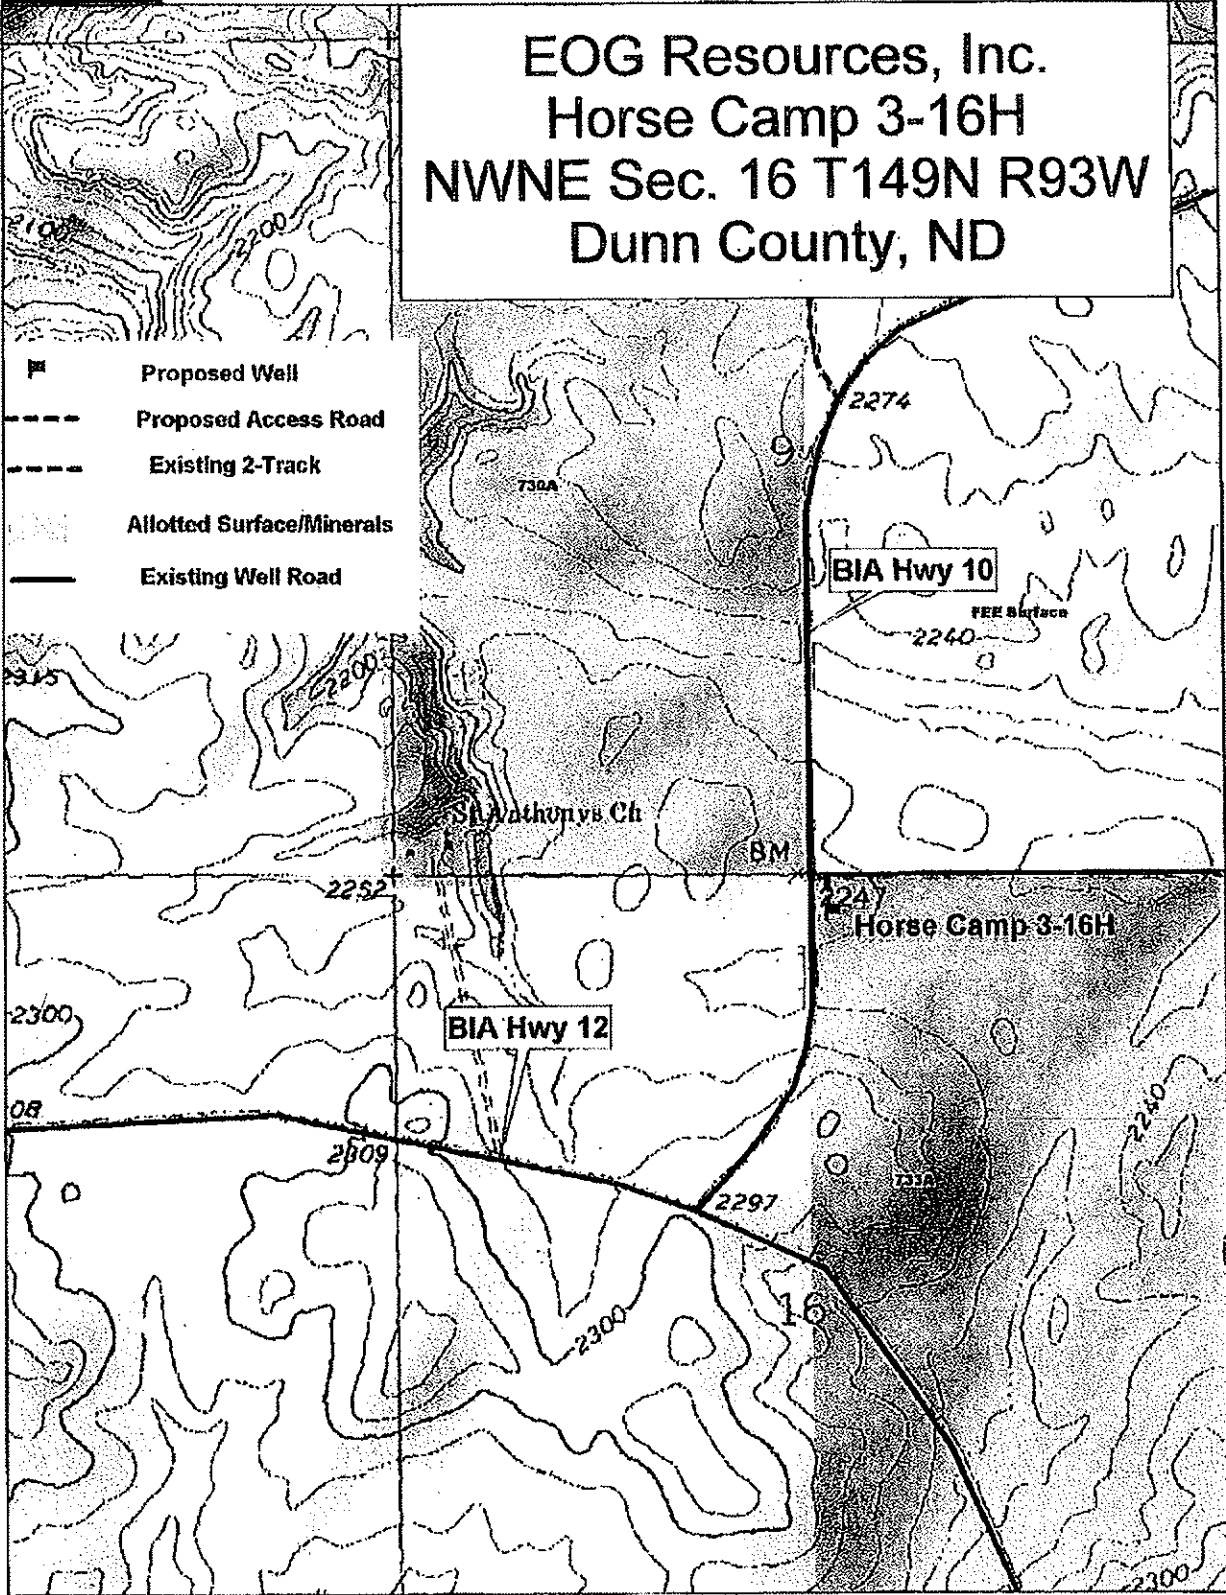 EOG Resources, Inc.
Horse Camp 3-16H
NWNE Sec. 16 T149N R93W
Dunn County, ND
2200
Proposed Well
Proposed Access Road
Existing 2-Track
Allotted Surface/Minerals
Existing Well Road
2274
9
730A
BIA Hwy 10
FEE Surface
2240
2200
St Anthonys Ch
BM
2252
Horse Camp 3-16H
2300
BIA Hwy 12
08
2240
2309
733A
2297
16
2300
2300